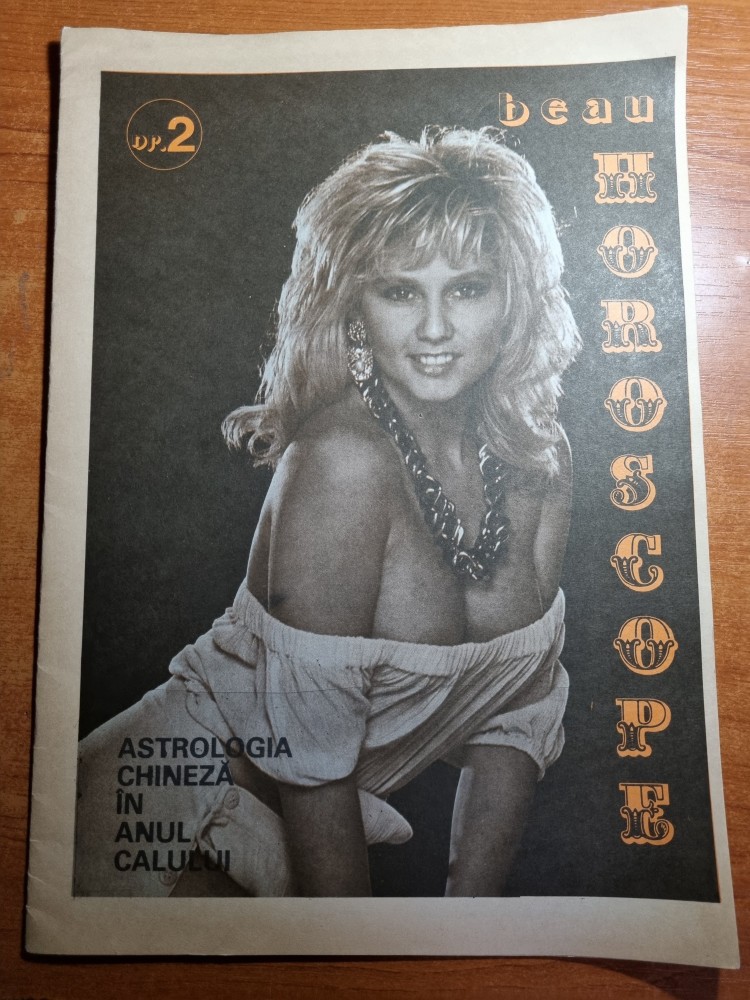 nr.2
beau
HOROSCOPE
ASTROLOGIA
CHINEZĂ
ÎN
ANUL
CALULUI